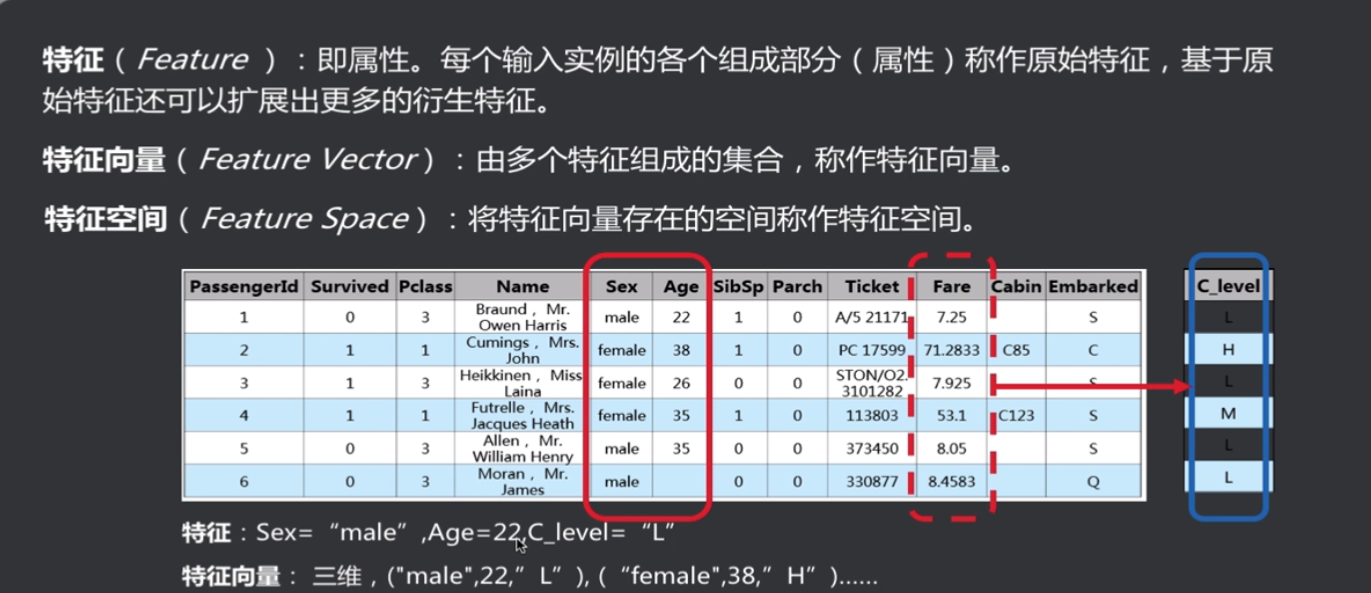 特征（Feature）：即属性。每个输入实例的各个组成部分（属性）称作原始特征，基于原
始特征还可以扩展出更多的衍生特征。
特征向量（Feature Vector）：由多个特征组成的集合，称作特征向量。
特征空间（Feature Space）：将特征向量存在的空间称作特征空间。
PassengerId Survived Pclass Name Sex Age SibSp Parch Ticket Fare Cabin Embarked C_level
1 0 3 Braund，Mr. Owen Harris male 22 1 0 A/5 21171 7.25 S L
2 1 1 Cumings，Mrs. John female 38 1 0 PC 17599 71.2833 C85 C H
3 1 3 Heikkinen，Miss Laina female 26 0 0 STON/O2. 3101282 7.925 S L
4 1 1 Futrelle，Mrs. Jacques Heath female 35 1 0 113803 53.1 C123 S M
5 0 3 Allen，Mr. William Henry male 35 0 0 373450 8.05 S L
6 0 3 Moran，Mr. James male 0 0 330877 8.4583 Q L
特征：Sex=“male”,Age=22,C_level=“L”
特征向量：三维，("male",22,”L”),(“female",38,”H”)......